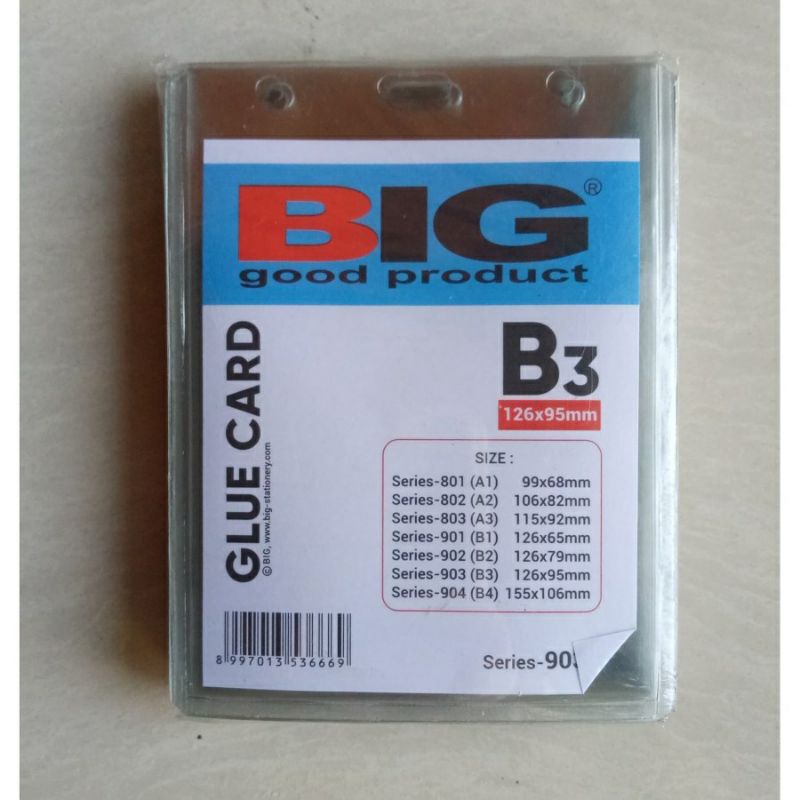 BIG®
good product
GLUE CARD
© BIG, www.big-stationery.com
B3
126x95mm
SIZE :
Series-801 (A1) 99x68mm
Series-802 (A2) 106x82mm
Series-803 (A3) 115x92mm
Series-901 (B1) 126x65mm
Series-902 (B2) 126x79mm
Series-903 (B3) 126x95mm
Series-904 (B4) 155x106mm
8 997013 536669
Series-903